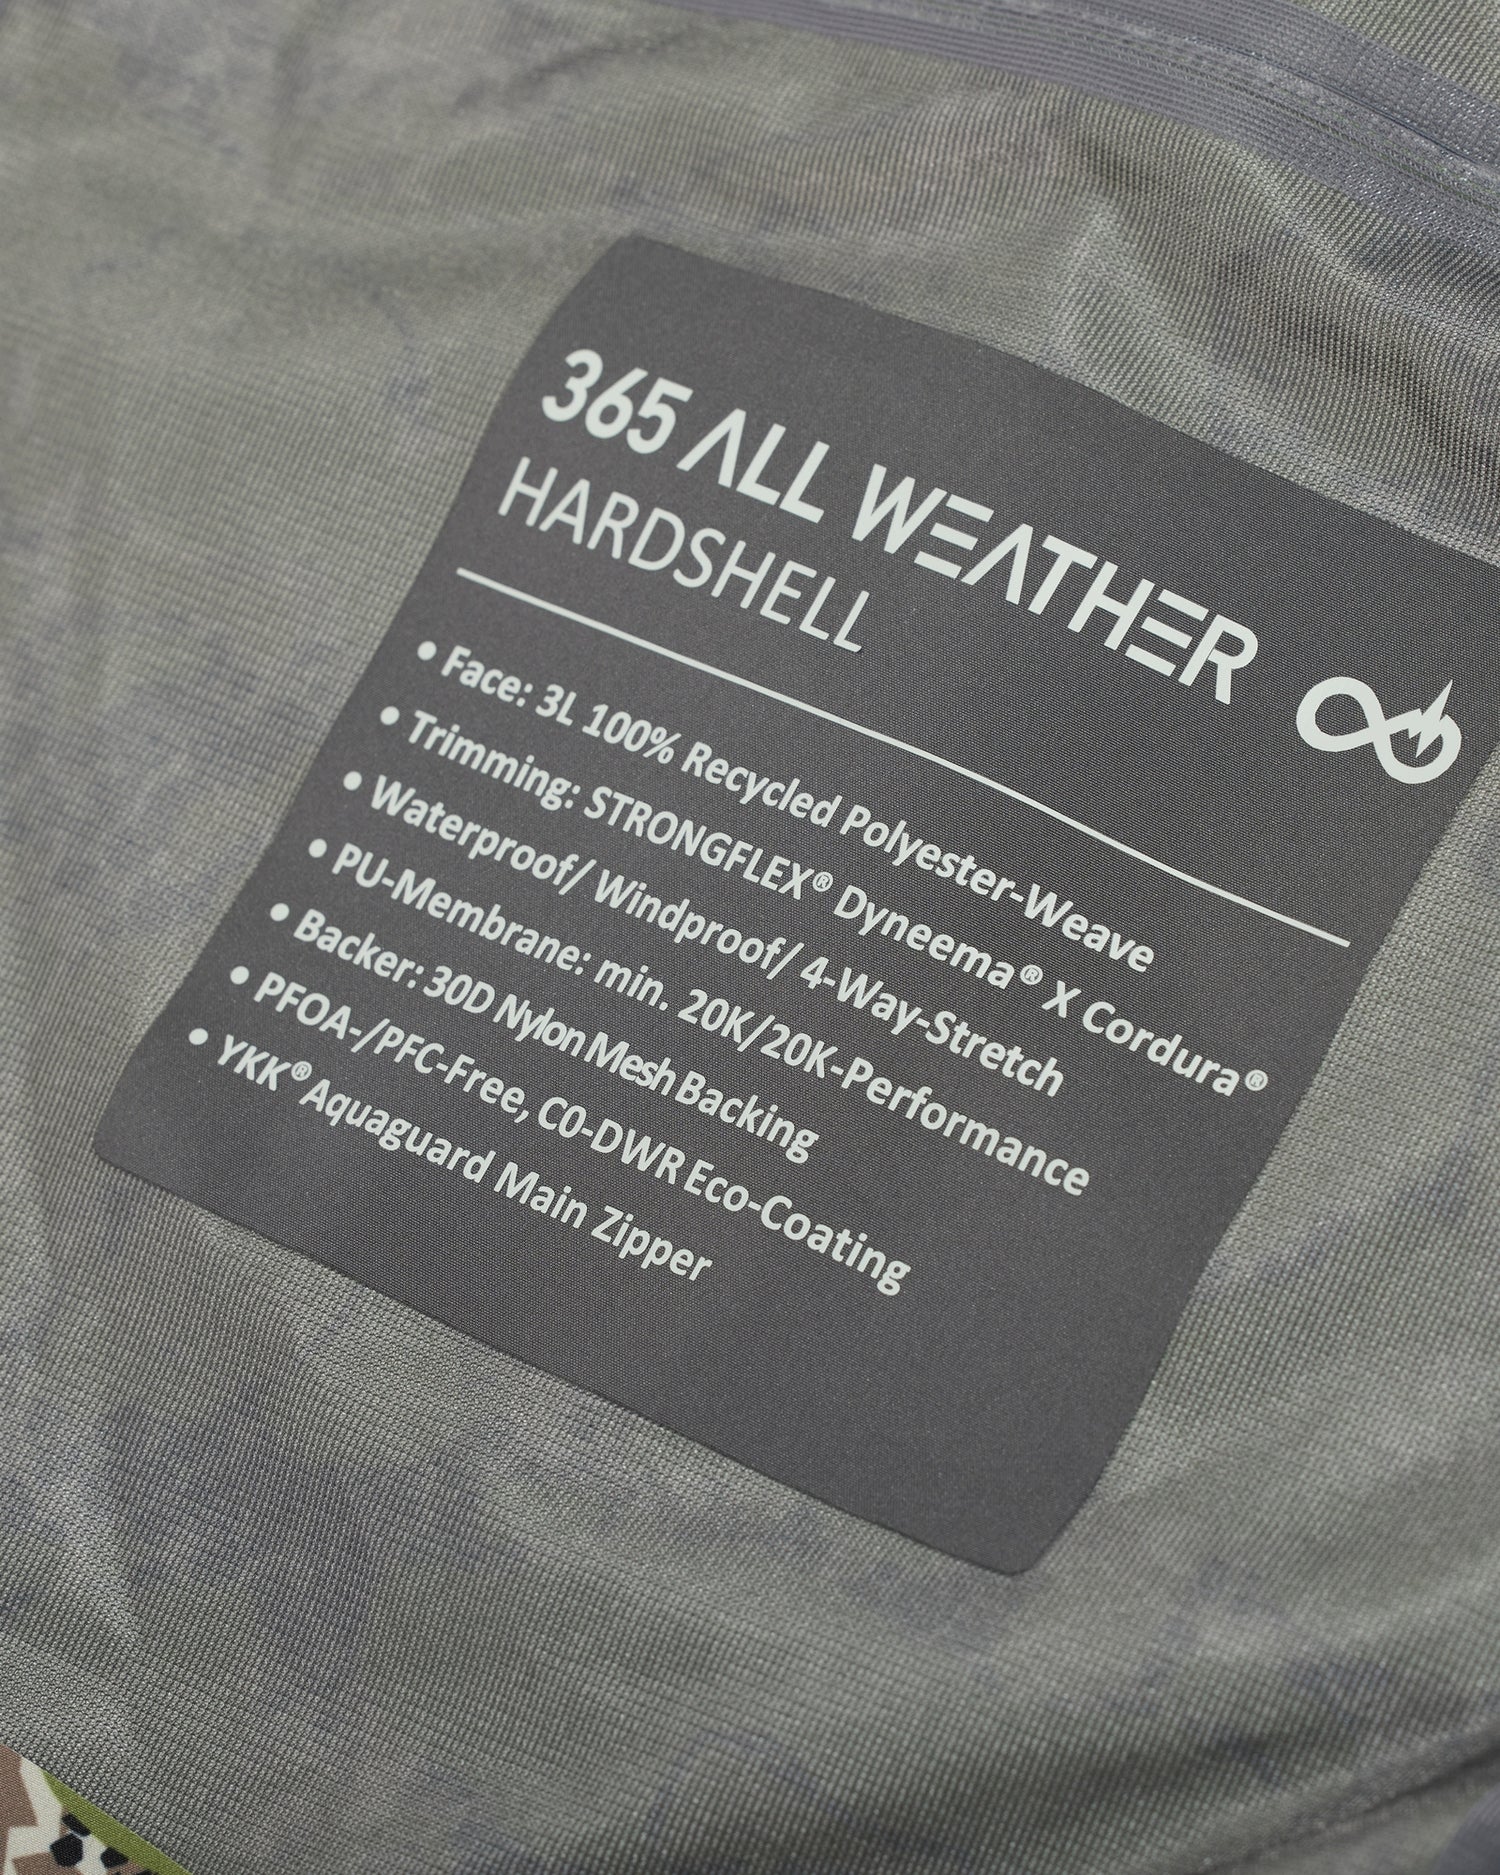 365 ALL WEATHER
HARDSHELL
• Face: 3L 100% Recycled Polyester-Weave
• Trimming: STRONGFLEX® Dyneema® X Cordura®
• Waterproof/ Windproof/ 4-Way-Stretch
• PU-Membrane: min. 20K/20K-Performance
• Backer: 30D Nylon Mesh Backing
• PFOA-/PFC-Free, C0-DWR Eco-Coating
• YKK® Aquaguard Main Zipper